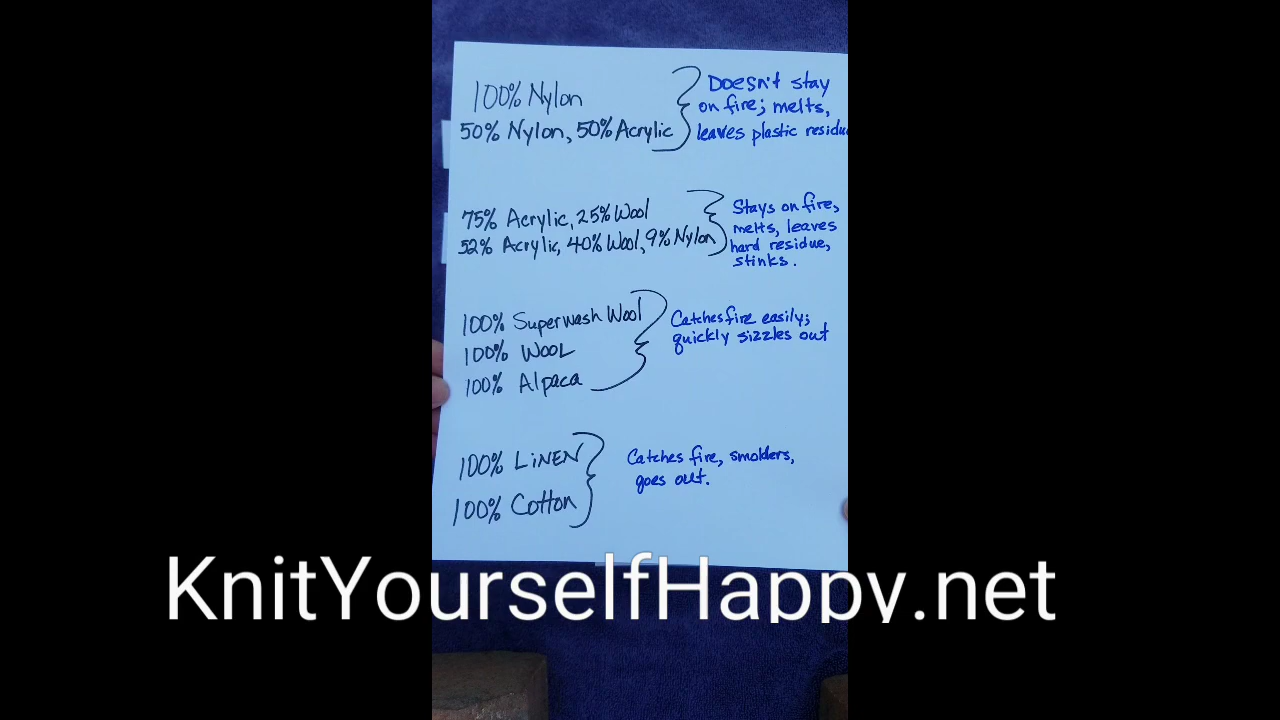 100% Nylon
50% Nylon, 50% Acrylic
Doesn't stay
on fire; melts,
leaves plastic residu
75% Acrylic, 25% Wool
52% Acrylic, 40% Wool, 9% Nylon
Stays on fire,
melts, leaves
hard residue,
stinks.
100% Superwash Wool
100% WOOL
100% Alpaca
Catches fire easily;
quickly sizzles out
100% LiNEN
100% Cotton
Catches fire, smolders,
goes out.
KnitYourselfHappy.net